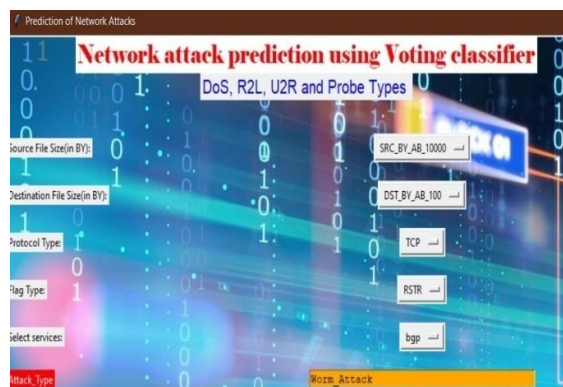 Prediction of Network Attacks
Network attack prediction using Voting classifier
DoS, R2L, U2R and Probe Types
Source File Size(in BY): SRC_BY_AB_10000
Destination File Size(in BY): DST_BY_AB_100
Protocol Type: TCP
Flag Type: RSTR
Select services: bgp
Attack_Type Worm_Attack